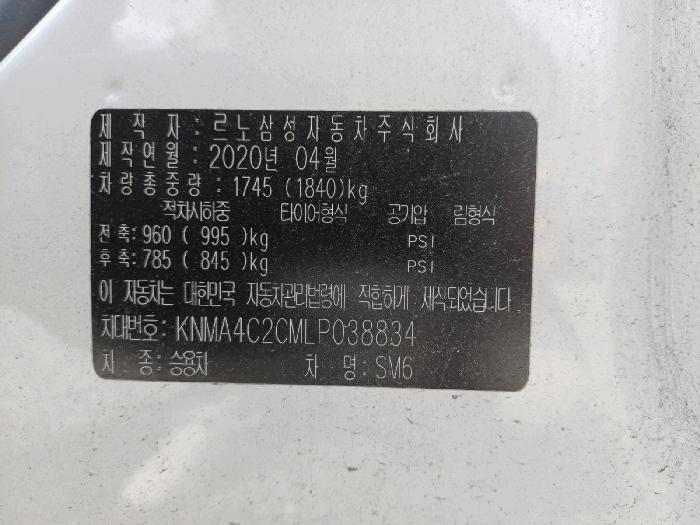 제 작 자 : 르노삼성자동차주식회사
제작연월 : 2020년 04월
차량총중량 : 1745 (1840)kg
적차시하중 타이어형식 공기압 림형식
전축:960 ( 995)kg PSI
후축:785 ( 845)kg PSI
이 자동차는 대한민국 자동차관리법령에 적합하게 제작되었습니다
차대번호: KNMA4C2CMLP038834
차 종: 승용차 차 명: SM6